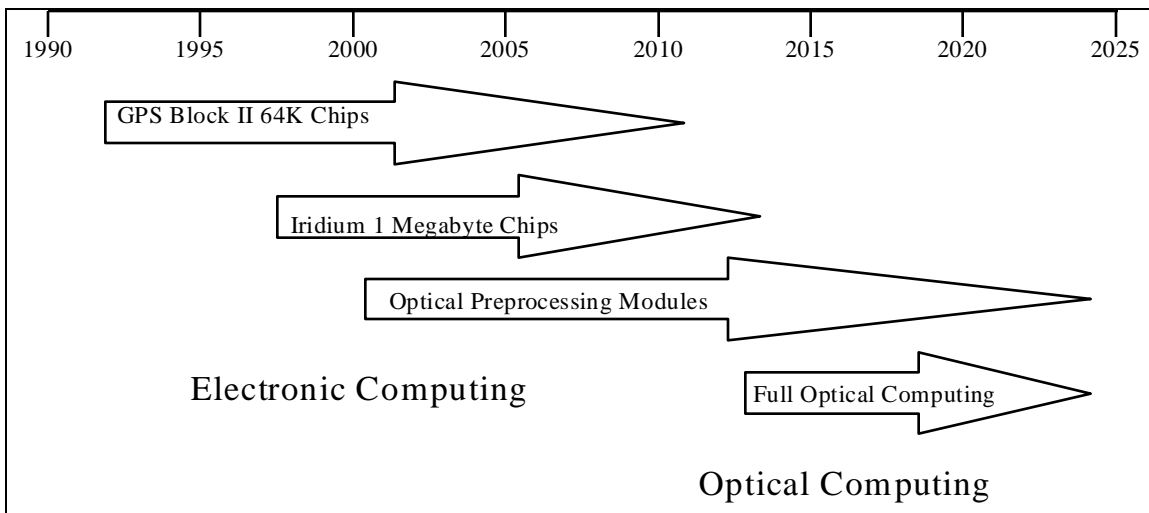 1990 1995 2000 2005 2010 2015 2020 2025
GPS Block II 64K Chips
Iridium 1 Megabyte Chips
Optical Preprocessing Modules
Electronic Computing
Full Optical Computing
Optical Computing